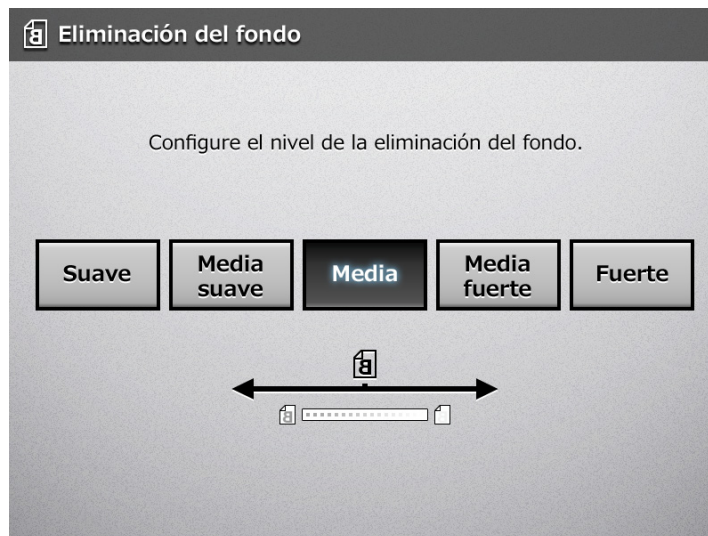 Eliminación del fondo
Configure el nivel de la eliminación del fondo.
Suave
Media
suave
Media
Media
fuerte
Fuerte